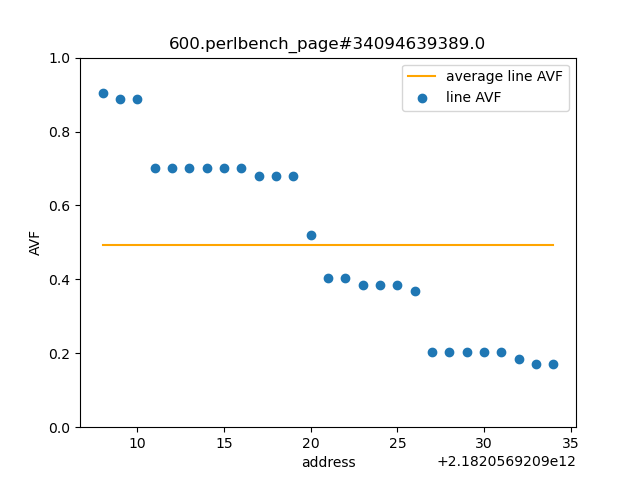 600.perlbench_page#34094639389.0
average line AVF
line AVF
1.0
0.8
0.6
0.4
0.2
0.0
AVF
10
15
20
25
30
35
address
+2.1820569209e12